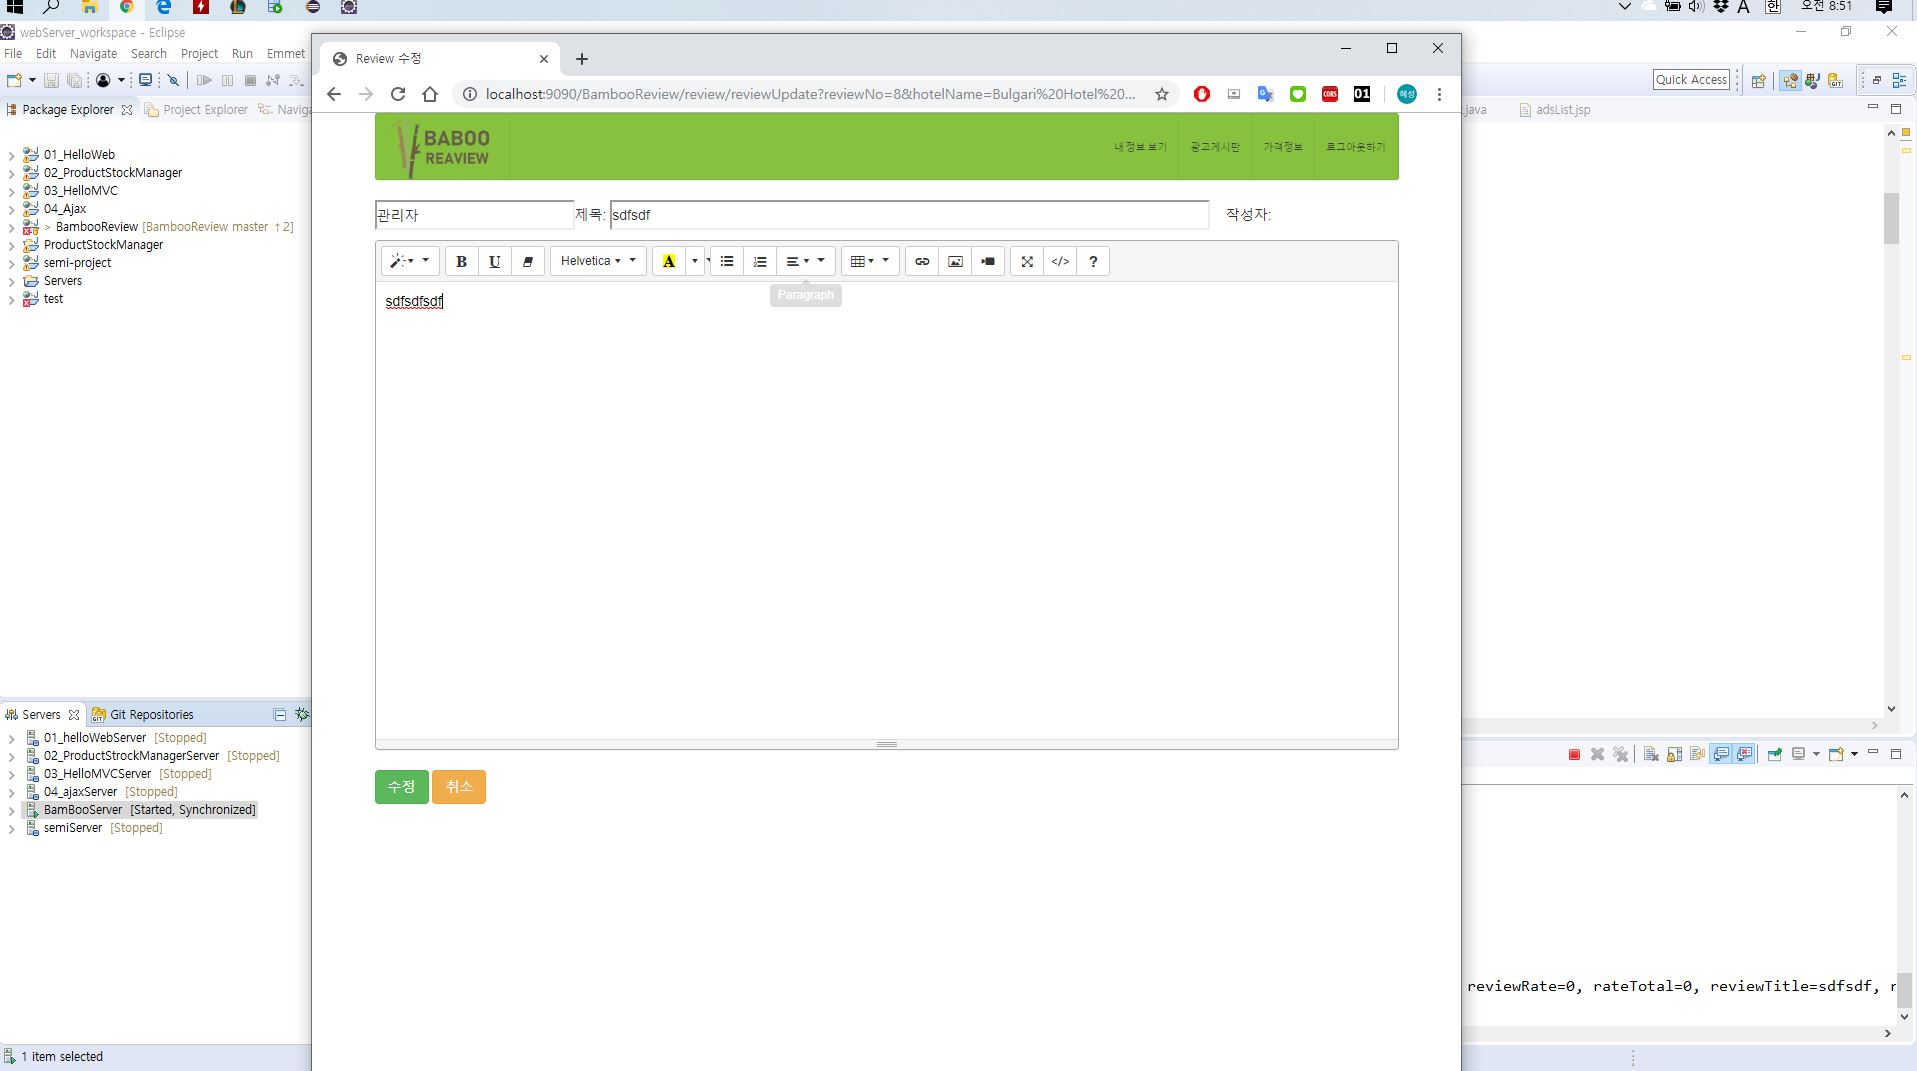 오전 8:51
webServer_workspace - Eclipse
File Edit Navigate Search Project Run Emmet
Quick Access
Package Explorer Project Explorer Naviga
.java adsList.jsp
01_HelloWeb
02_ProductStockManager
03_HelloMVC
04_Ajax
> BambooReview [BambooReview master ↑2]
ProductStockManager
semi-project
Servers
test
Review 수정
localhost:9090/BambooReview/review/reviewUpdate?reviewNo=8&hotelName=Bulgari%20Hotel%20...
BABOO
REAVIEW
내 정보 보기 광고게시판 가격정보 로그아웃하기
관리자 제목: sdfsdf 작성자:
B U Helvetica A </> ?
Paragraph
sdfsdfsdf
수정 취소
Servers Git Repositories
01_helloWebServer [Stopped]
02_ProductStrockManagerServer [Stopped]
03_HelloMVCServer [Stopped]
04_ajaxServer [Stopped]
BamBooServer [Started, Synchronized]
semiServer [Stopped]
reviewRate=0, rateTotal=0, reviewTitle=sdfsdf, r
1 item selected